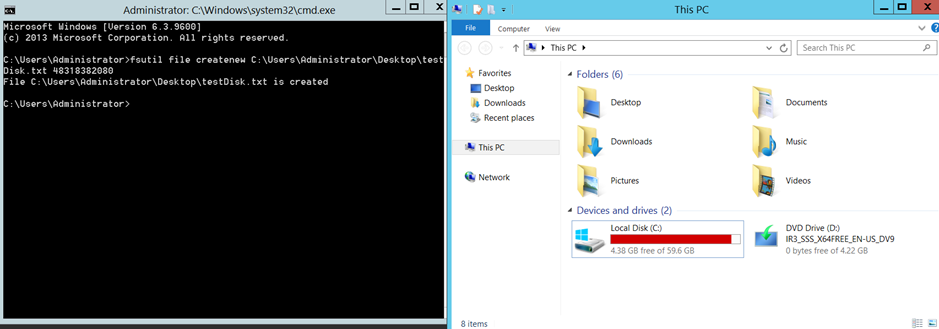 Administrator: C:\Windows\system32\cmd.exe
Microsoft Windows [Version 6.3.9600]
(c) 2013 Microsoft Corporation. All rights reserved.
C:\Users\Administrator>fsutil file createnew C:\Users\Administrator\Desktop\test
Disk.txt 48318382080
File C:\Users\Administrator\Desktop\testDisk.txt is created
C:\Users\Administrator>
This PC
File Computer View
This PC
Search This PC
Favorites
Desktop
Downloads
Recent places
This PC
Network
Folders (6)
Desktop
Documents
Downloads
Music
Pictures
Videos
Devices and drives (2)
Local Disk (C:)
4.38 GB free of 59.6 GB
DVD Drive (D:)
IR3_SSS_X64FREE_EN-US_DV9
0 bytes free of 4.22 GB
8 items